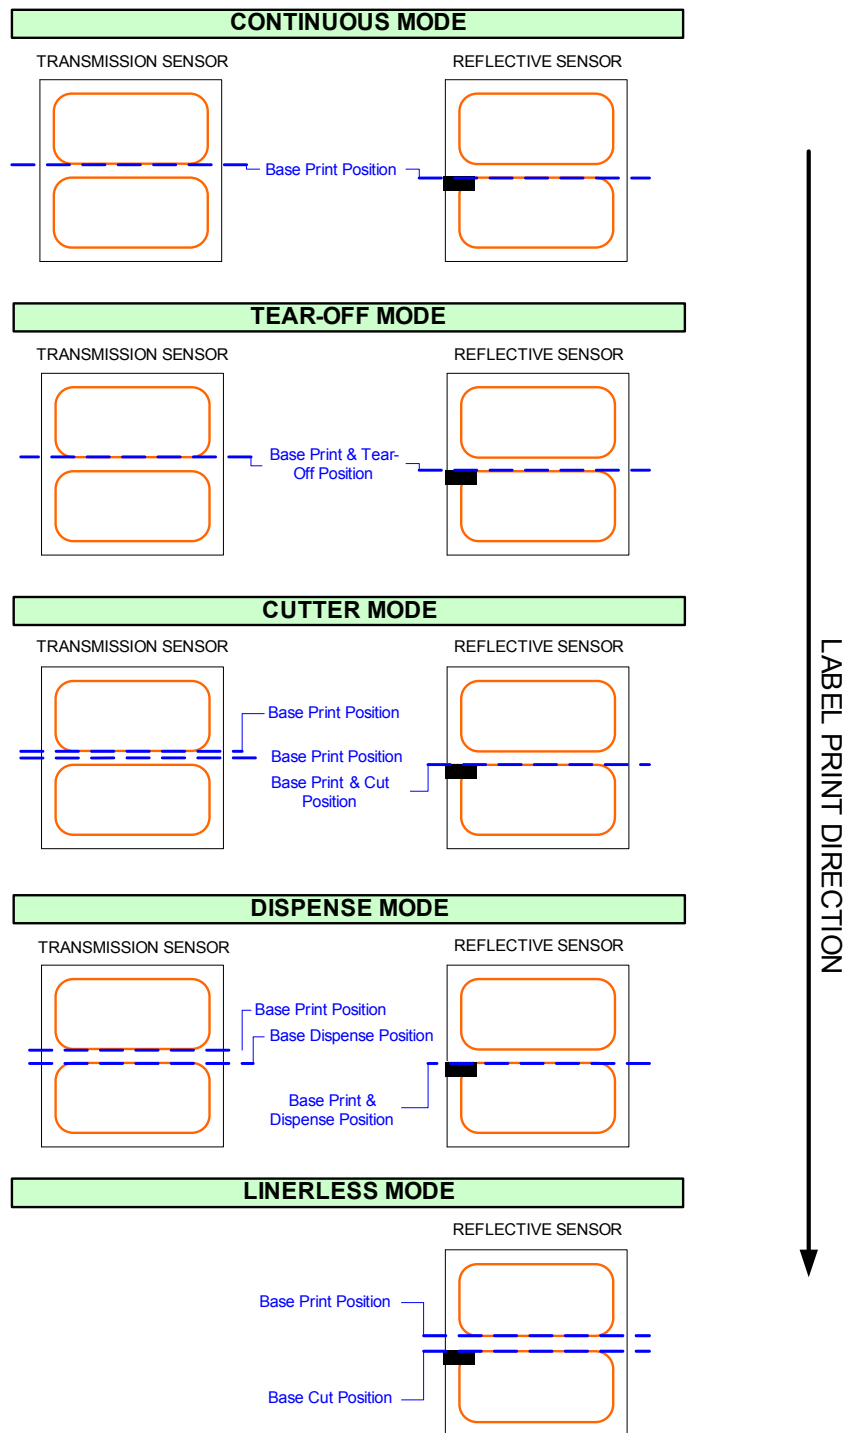 CONTINUOUS MODE
TRANSMISSION SENSOR
REFLECTIVE SENSOR
Base Print Position
TEAR-OFF MODE
TRANSMISSION SENSOR
REFLECTIVE SENSOR
Base Print & Tear-
Off Position
CUTTER MODE
TRANSMISSION SENSOR
REFLECTIVE SENSOR
Base Print Position
Base Print Position
Base Print & Cut
Position
DISPENSE MODE
TRANSMISSION SENSOR
REFLECTIVE SENSOR
Base Print Position
Base Dispense Position
Base Print &
Dispense Position
LINERLESS MODE
REFLECTIVE SENSOR
Base Print Position
Base Cut Position
LABEL PRINT DIRECTION